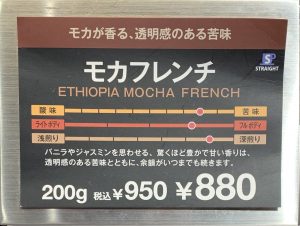 モカが香る、透明感のある苦味
SP
STRAIGHT
モカフレンチ
ETHIOPIA MOCHA FRENCH
酸味 苦味
ライトボディ フルボディ
浅煎り 深煎り
バニラやジャスミンを思わせる、驚くほど豊かで甘い香りは、
透明感のある苦味とともに、余韻がいつまでも続きます。
200g 税込¥950 ¥880